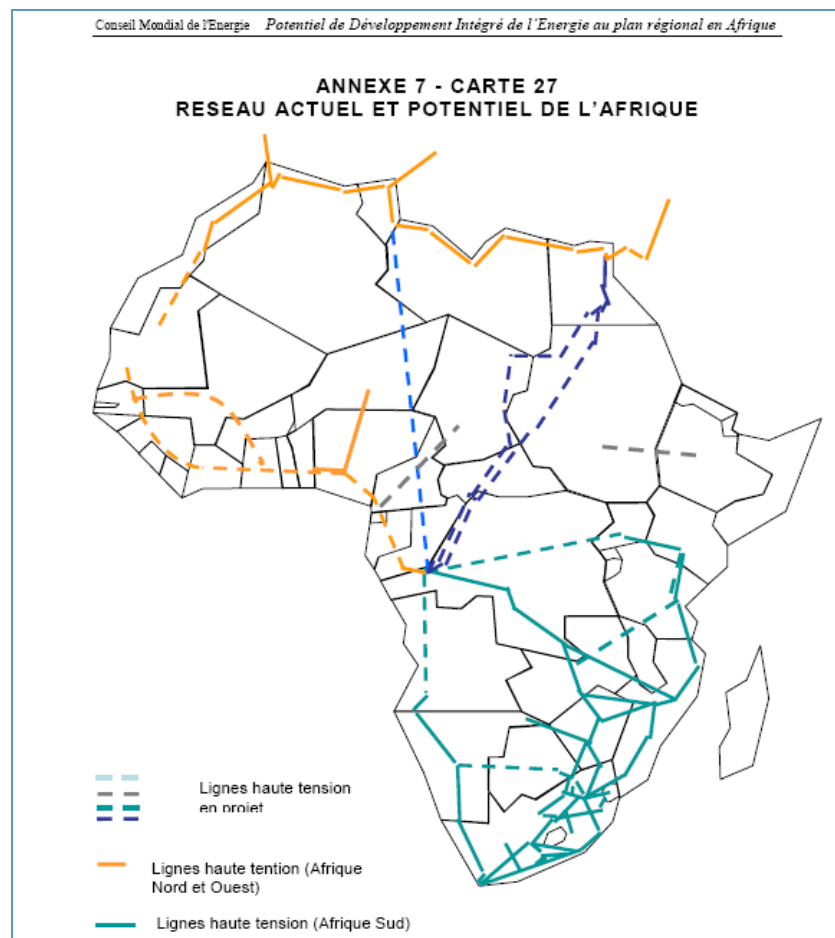 Conseil Mondial de l'Energie Potentiel de Développement Intégré de l'Energie au plan régional en Afrique
ANNEXE 7 - CARTE 27
RESEAU ACTUEL ET POTENTIEL DE L'AFRIQUE
Lignes haute tension
en projet
Lignes haute tention (Afrique
Nord et Ouest)
Lignes haute tension (Afrique Sud)